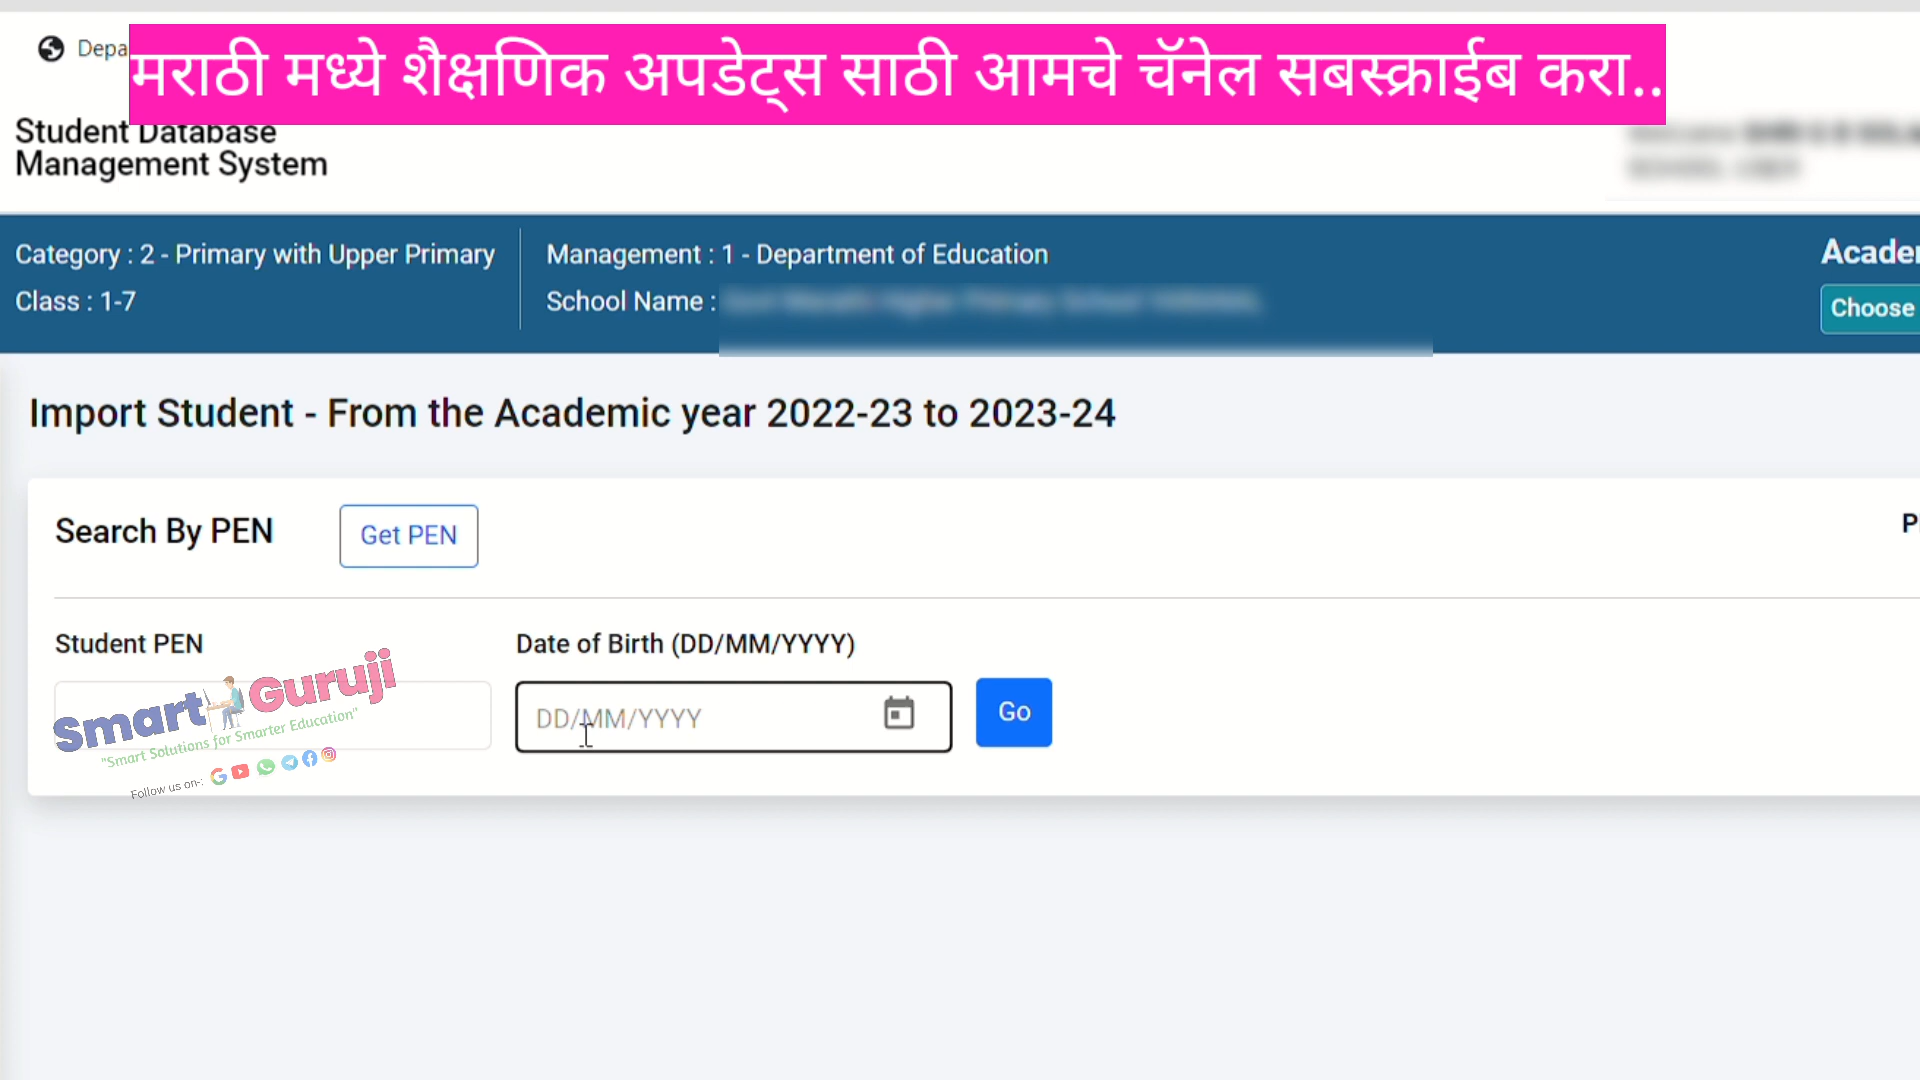 Depa
मराठी मध्ये शैक्षणिक अपडेट्स साठी आमचे चॅनेल सबस्क्राईब करा..
Student Database
Management System
Category : 2 - Primary with Upper Primary
Class : 1-7
Management : 1 - Department of Education
School Name :
Choose
Import Student - From the Academic year 2022-23 to 2023-24
Search By PEN
Get PEN
Student PEN
Date of Birth (DD/MM/YYYY)
DD/MM/YYYY
Go
Smart Guruji
"Smart Solutions for Smarter Education"
Follow us on-: